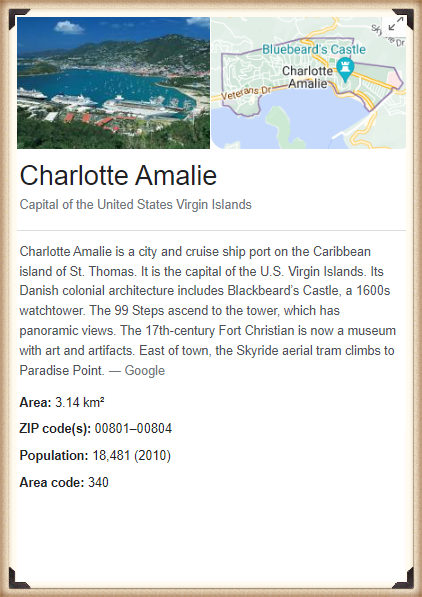 Bluebeard's Castle
Charlotte
Amalie
Veterans Dr
Dr
Charlotte Amalie
Capital of the United States Virgin Islands
Charlotte Amalie is a city and cruise ship port on the Caribbean
island of St. Thomas. It is the capital of the U.S. Virgin Islands. Its
Danish colonial architecture includes Blackbeard's Castle, a 1600s
watchtower. The 99 Steps ascend to the tower, which has
panoramic views. The 17th-century Fort Christian is now a museum
with art and artifacts. East of town, the Skyride aerial tram climbs to
Paradise Point. — Google
Area: 3.14 km²
ZIP code(s): 00801–00804
Population: 18,481 (2010)
Area code: 340